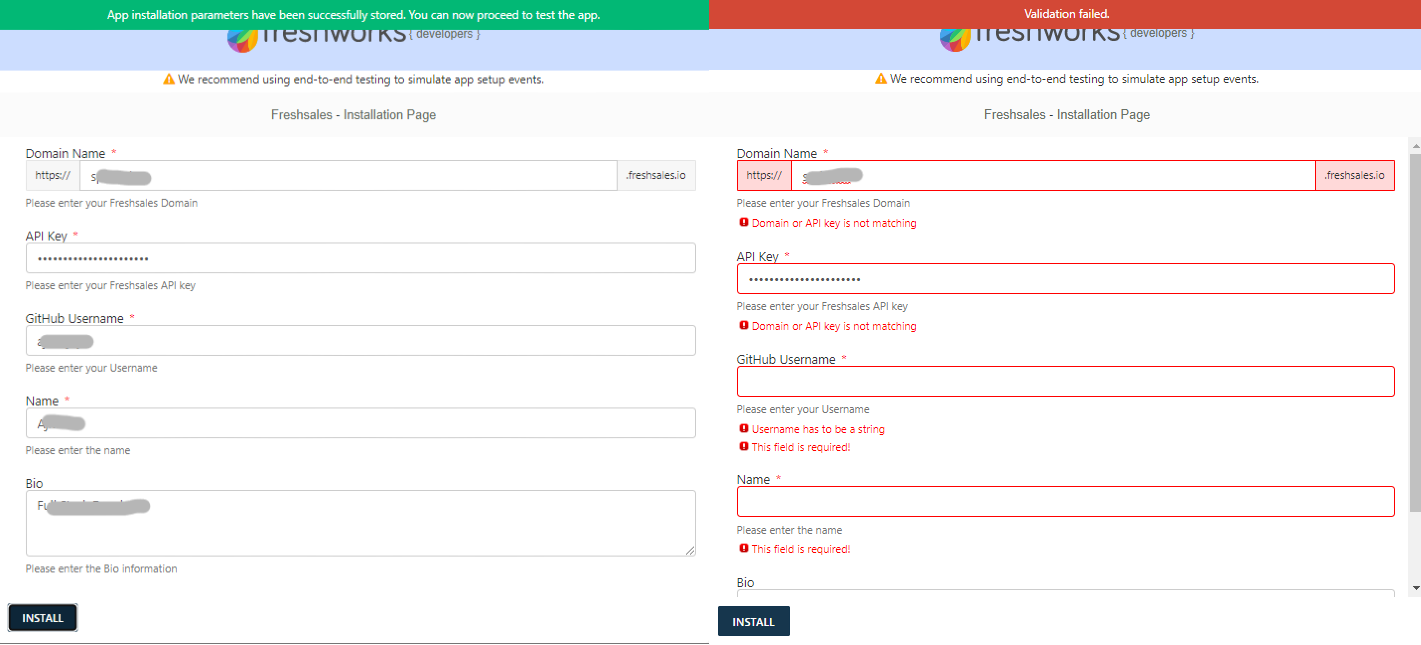 App installation parameters have been successfully stored. You can now proceed to test the app.
freshworks { developers }
We recommend using end-to-end testing to simulate app setup events.
Freshsales - Installation Page
Domain Name *
https://
.freshsales.io
Please enter your Freshsales Domain
API Key *
••••••••••••••••••••••
Please enter your Freshsales API key
GitHub Username *
Please enter your Username
Name *
Please enter the name
Bio
Please enter the Bio information
INSTALL
Validation failed.
freshworks { developers }
We recommend using end-to-end testing to simulate app setup events.
Freshsales - Installation Page
Domain Name *
https://
.freshsales.io
Please enter your Freshsales Domain
Domain or API key is not matching
API Key *
••••••••••••••••••••••
Please enter your Freshsales API key
Domain or API key is not matching
GitHub Username *
Please enter your Username
Username has to be a string
This field is required!
Name *
Please enter the name
This field is required!
Bio
INSTALL